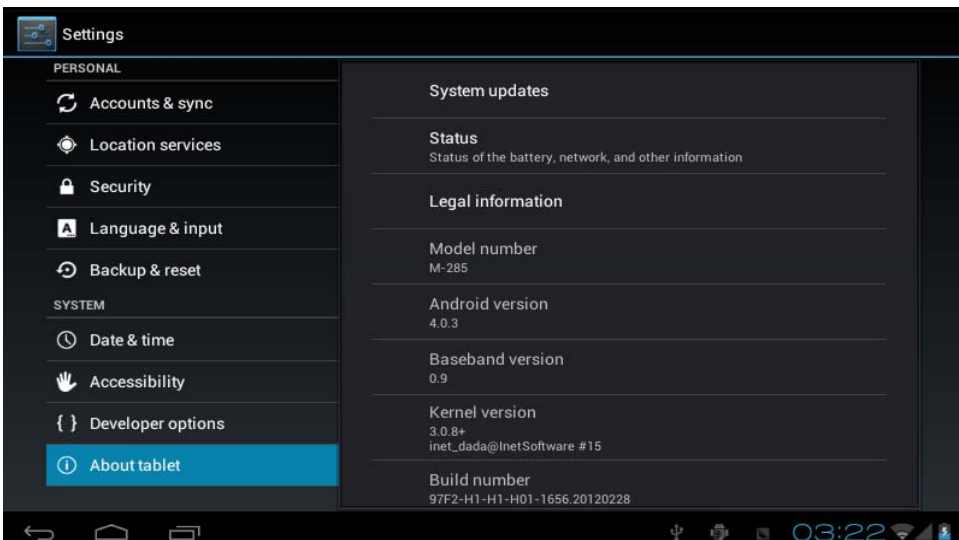 Settings
PERSONAL
Accounts & sync
Location services
Security
A
Language & input
Backup & reset
SYSTEM
Date & time
Accessibility
{ } Developer options
About tablet
System updates
Status
Status of the battery, network, and other information
Legal information
Model number
M-285
Android version
4.0.3
Baseband version
0.9
Kernel version
3.0.8+
inet_dada@InetSoftware #15
Build number
97F2-H1-H1-H01-1656.20120228
03:22